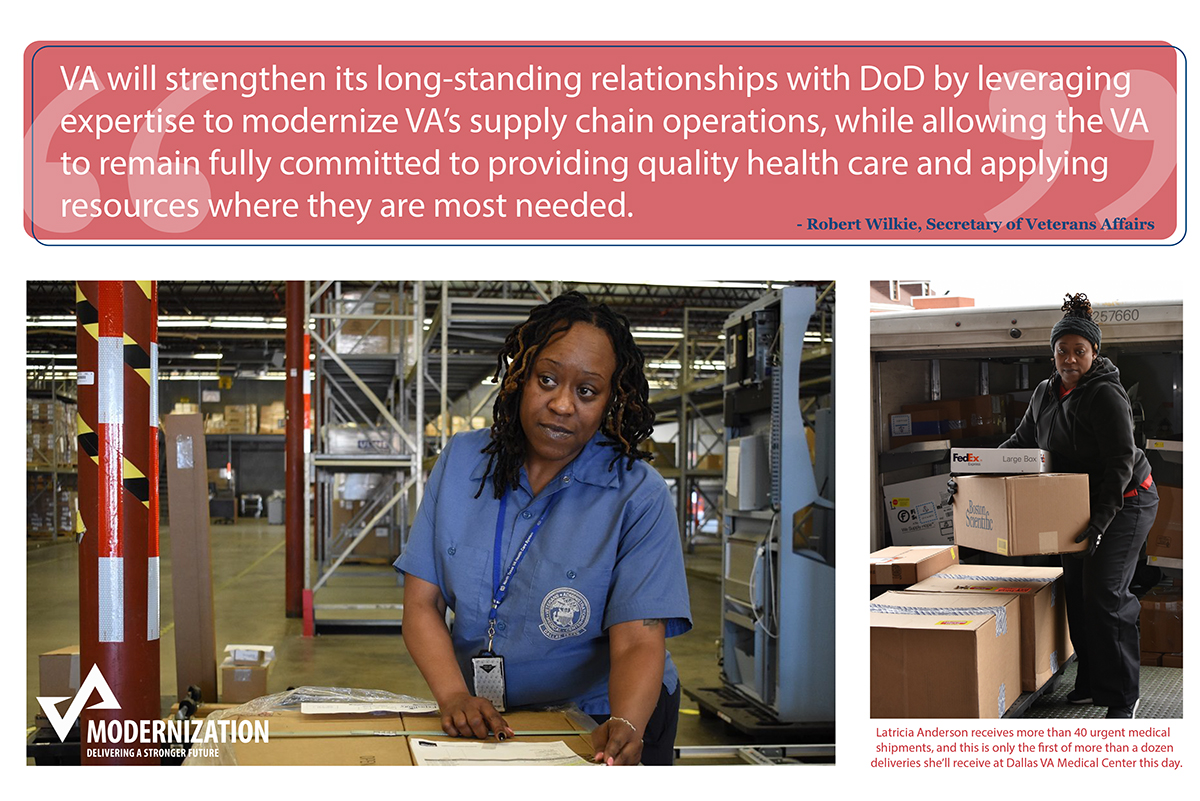 VA will strengthen its long-standing relationships with DoD by leveraging
expertise to modernize VA's supply chain operations, while allowing the VA
to remain fully committed to providing quality health care and applying
resources where they are most needed.
- Robert Wilkie, Secretary of Veterans Affairs
MODERNIZATION
DELIVERING A STRONGER FUTURE
257660
FedEx
Express
Large Box
Boston
Scientific
Latricia Anderson receives more than 40 urgent medical
shipments, and this is only the first of more than a dozen
deliveries she'll receive at Dallas VA Medical Center this day.